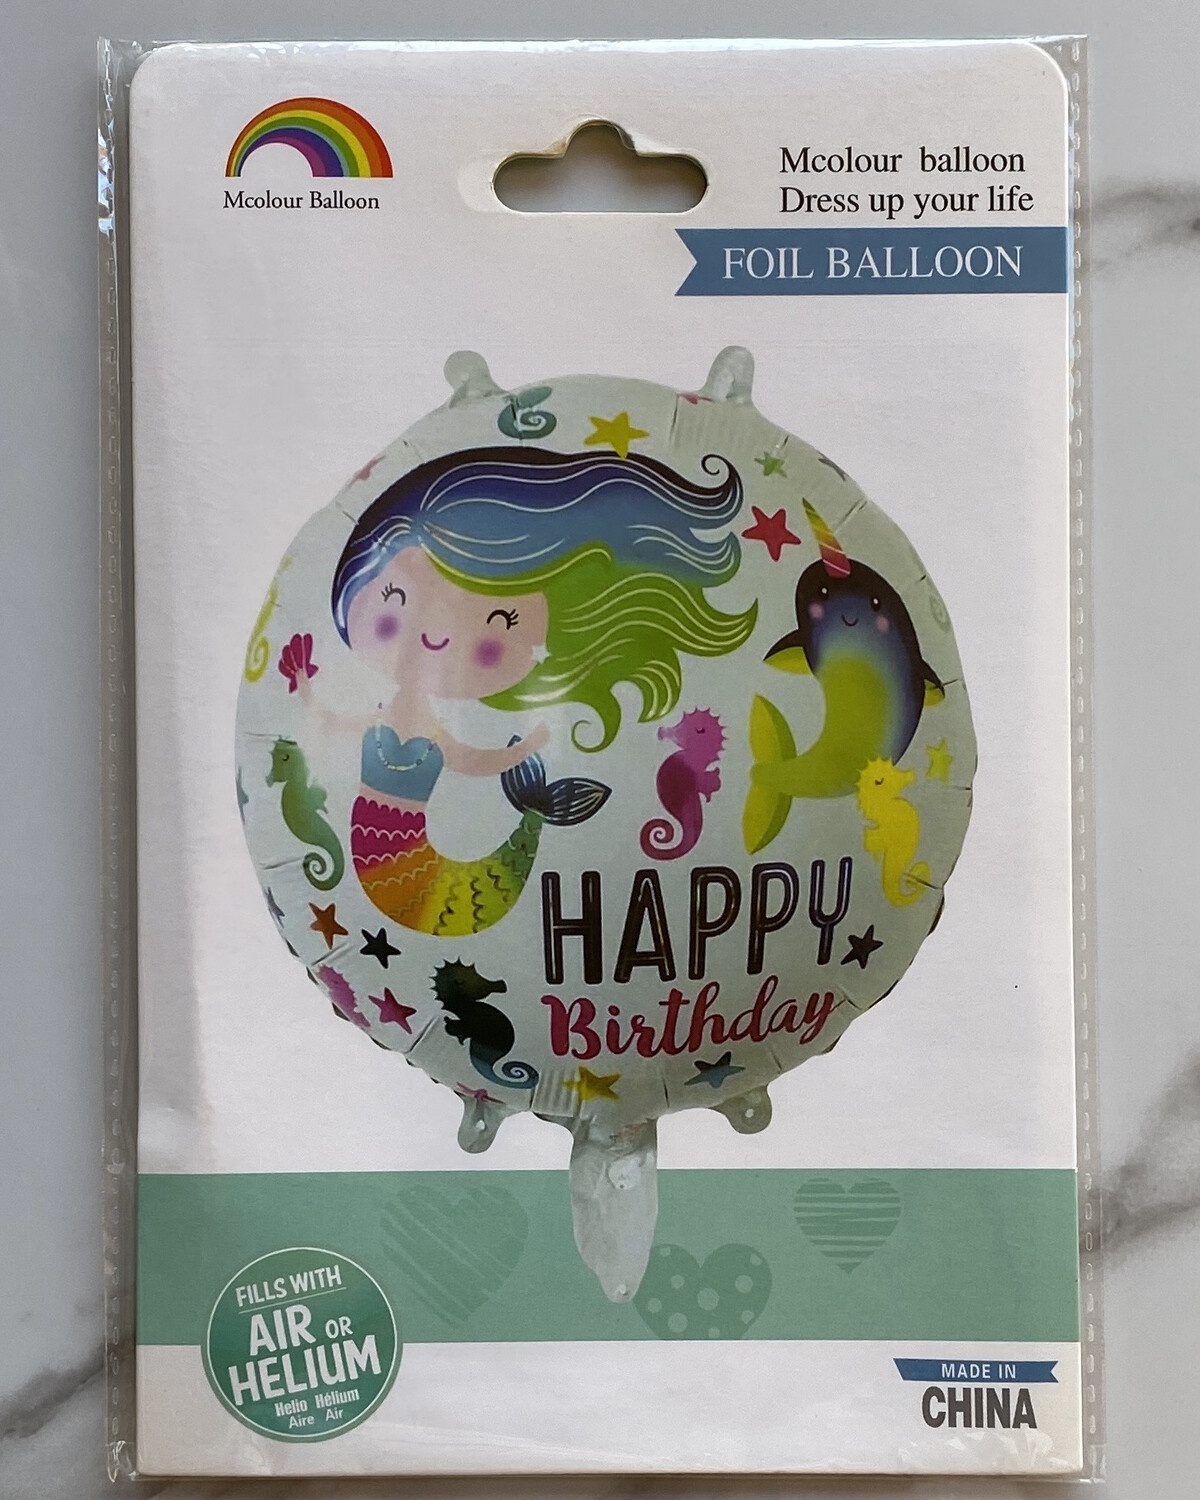 Mcolour Balloon
Mcolour balloon
Dress up your life
FOIL BALLOON
HAPPY
Birthday
FILLS WITH
AIR OR
HELIUM
Helio Hélium
Aire Air
MADE IN
CHINA